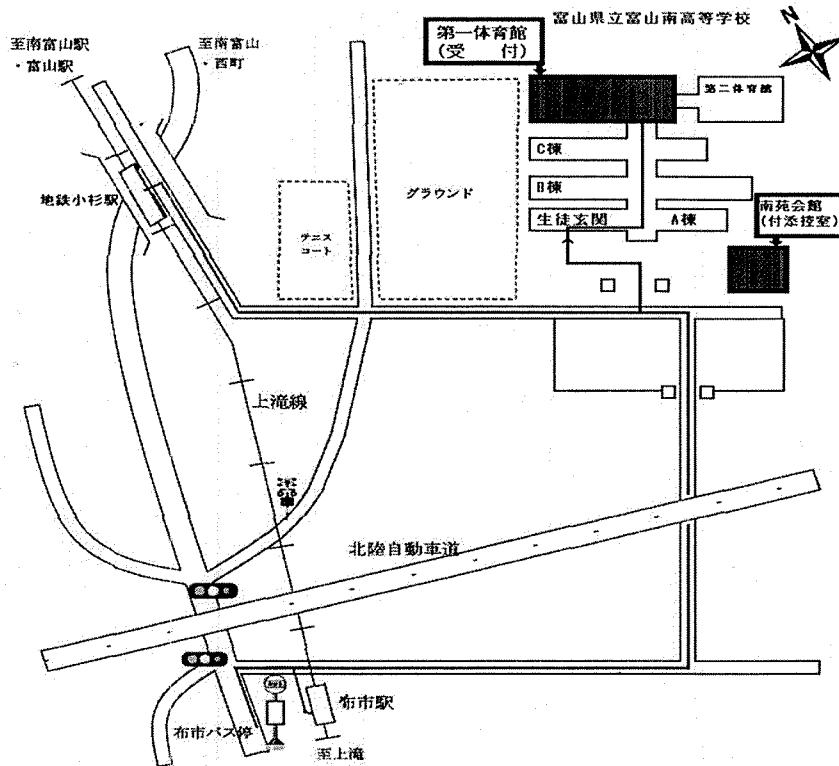 富山県立富山南高等学校
N
第一体育館
(受 付)
至南富山駅
・富山駅
至南富山
・西町
第二体育館
C棟
B棟
生徒玄関
A棟
南苑会館
(付添控室)
地鉄小杉駅
テニス
コート
グラウンド
上滝線
北陸自動車道
布市バス停
布市駅
至上滝